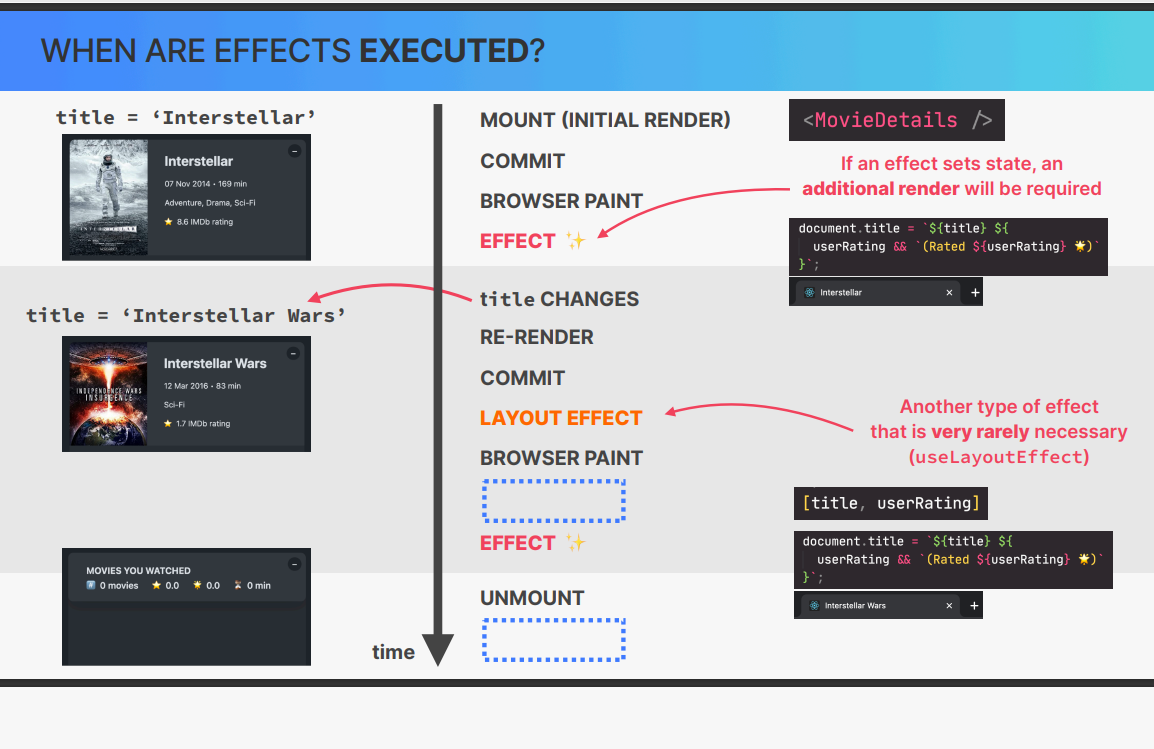 WHEN ARE EFFECTS EXECUTED?
title = ‘Interstellar’
Interstellar
07 Nov 2014 • 169 min
Adventure, Drama, Sci-Fi
⭐ 8.6 IMDb rating
INTERSTELLAR
MOUNT (INITIAL RENDER)
COMMIT
BROWSER PAINT
EFFECT ✨
<MovieDetails />
If an effect sets state, an
additional render will be required
document.title = `${title} ${
userRating && `(Rated ${userRating} 🌟)`
}`;
Interstellar × +
title = ‘Interstellar Wars’
Interstellar Wars
12 Mar 2016 • 83 min
Sci-Fi
⭐ 1.7 IMDb rating
INDEPENDENCE WARS
INSURGENCE
title CHANGES
RE-RENDER
COMMIT
LAYOUT EFFECT
BROWSER PAINT
EFFECT ✨
Another type of effect
that is very rarely necessary
(useLayoutEffect)
[title, userRating]
document.title = `${title} ${
userRating && `(Rated ${userRating} 🌟)`
}`;
Interstellar Wars × +
MOVIES YOU WATCHED
#️⃣ 0 movies ⭐ 0.0 🌟 0.0 ⏳ 0 min
UNMOUNT
time